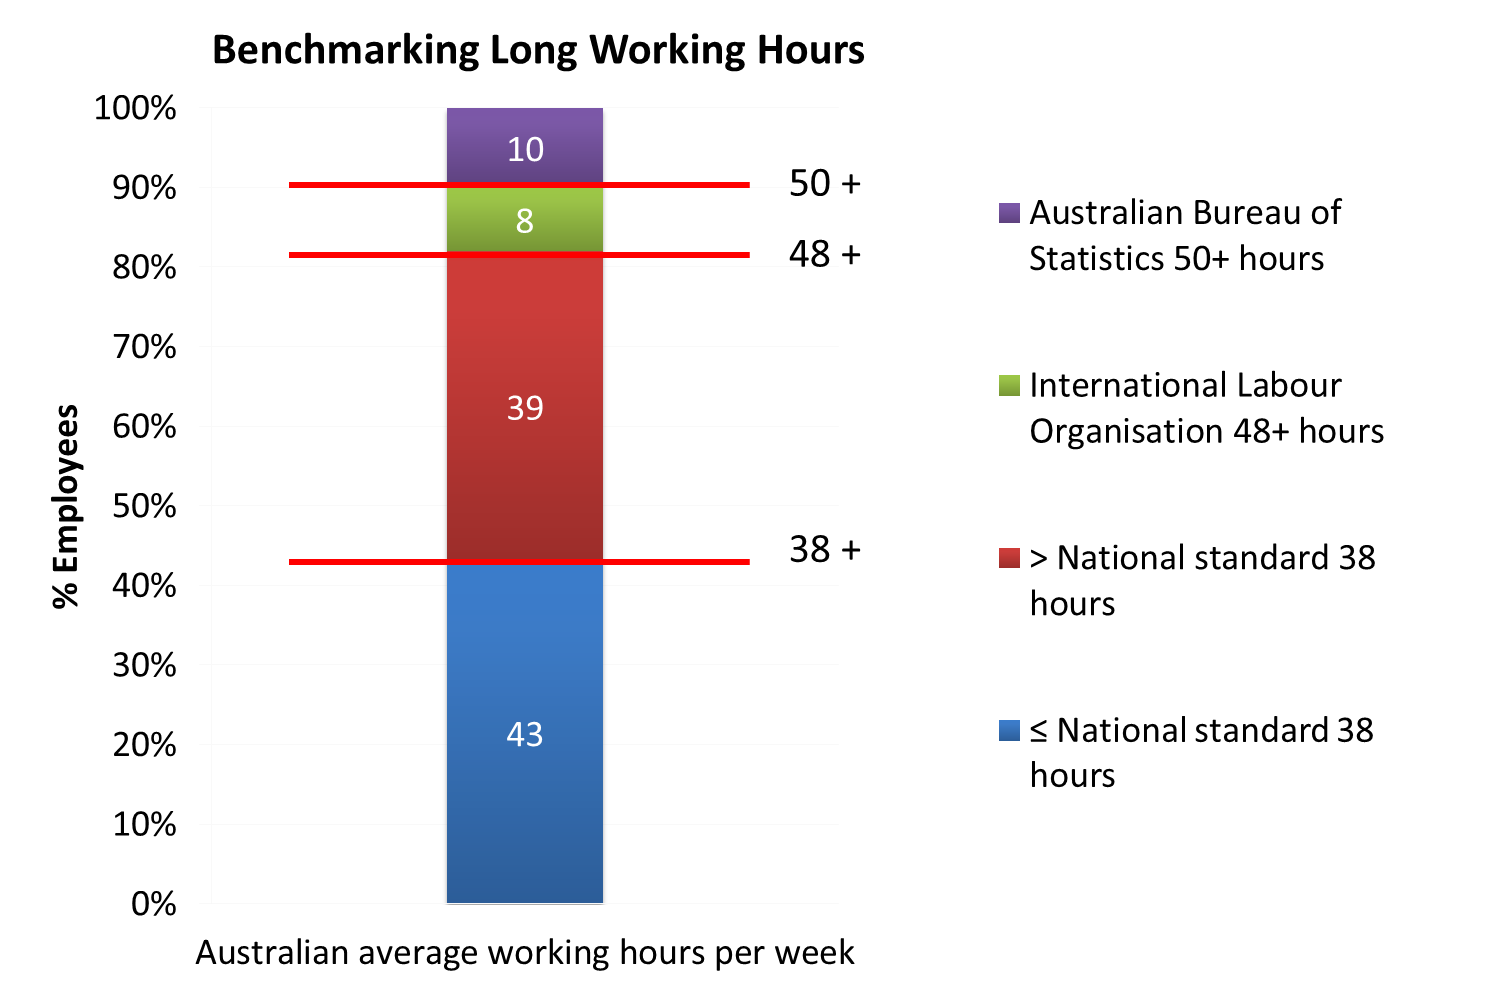 Benchmarking Long Working Hours
100%
90%
80%
70%
60%
50%
40%
30%
20%
10%
0%
% Employees
10
8
39
43
50 +
48 +
38 +
Australian average working hours per week
Australian Bureau of
Statistics 50+ hours
International Labour
Organisation 48+ hours
> National standard 38
hours
≤ National standard 38
hours